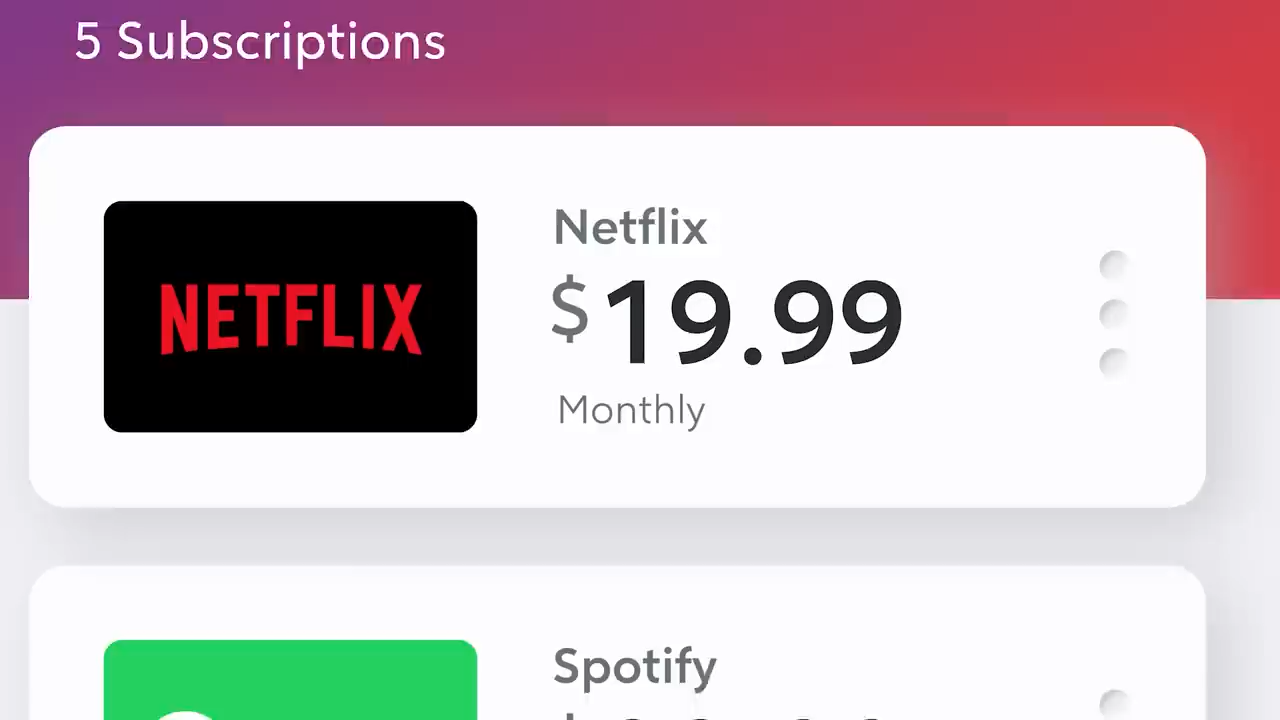 5 Subscriptions
NETFLIX
Netflix
$19.99
Monthly
Spotify